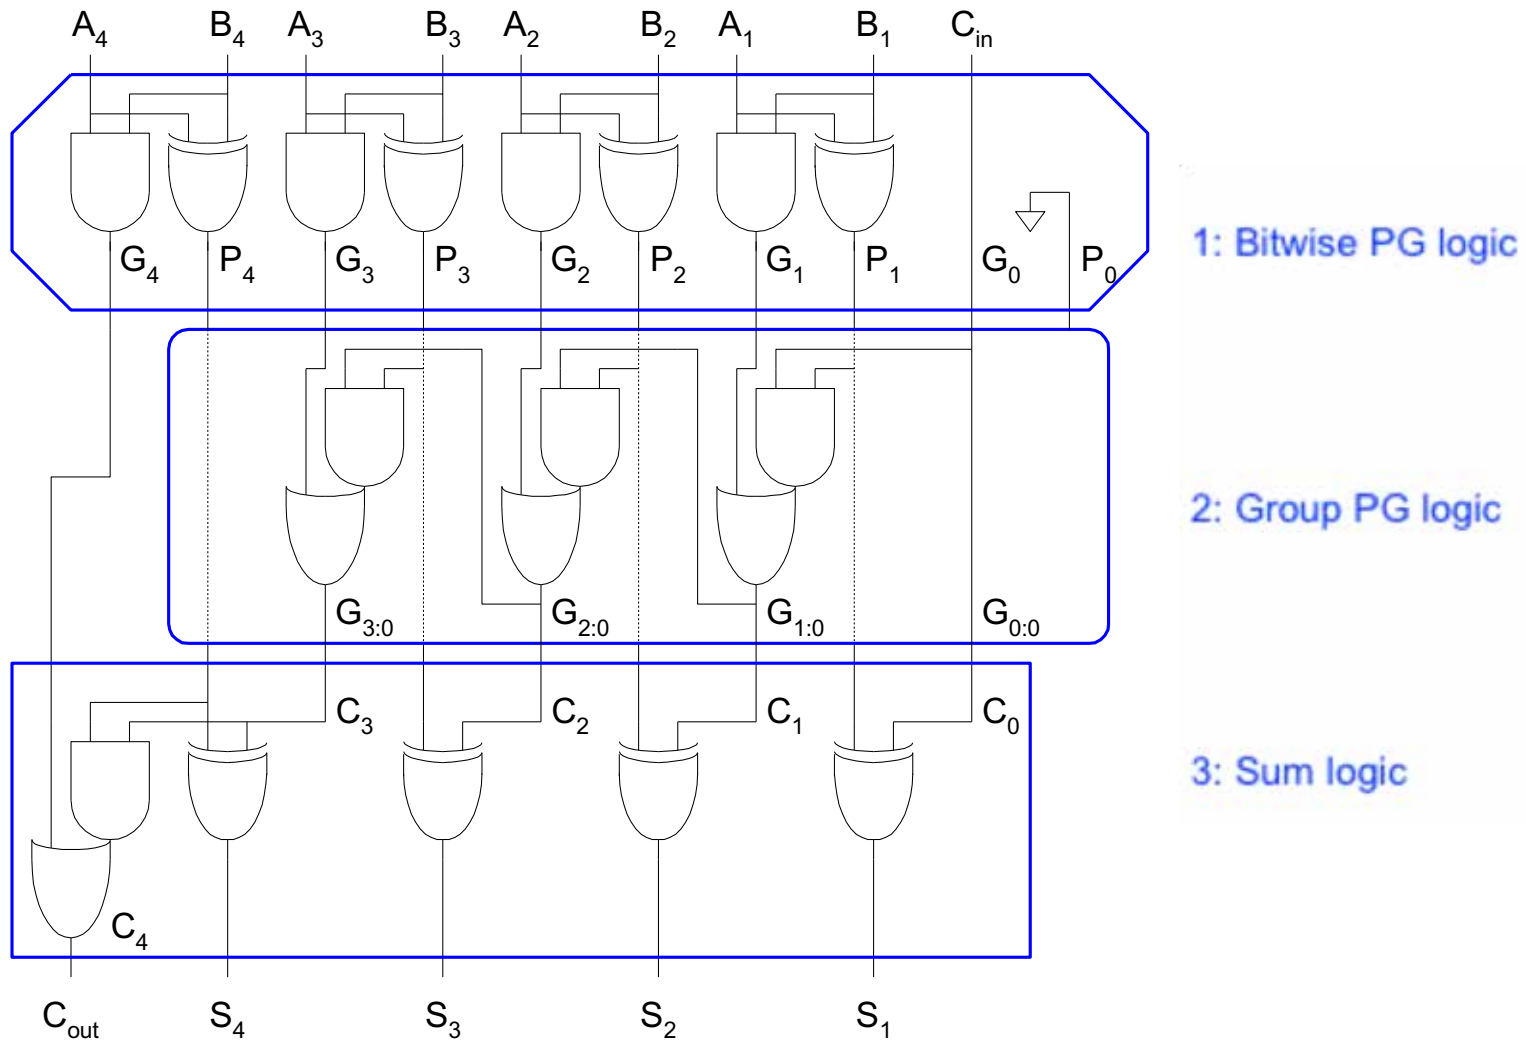 A4 B4 A3 B3 A2 B2 A1 B1 Cin
G4 P4 G3 P3 G2 P2 G1 P1 G0 P0
1: Bitwise PG logic
2: Group PG logic
G3:0 G2:0 G1:0 G0:0
C3 C2 C1 C0
3: Sum logic
C4
Cout S4 S3 S2 S1